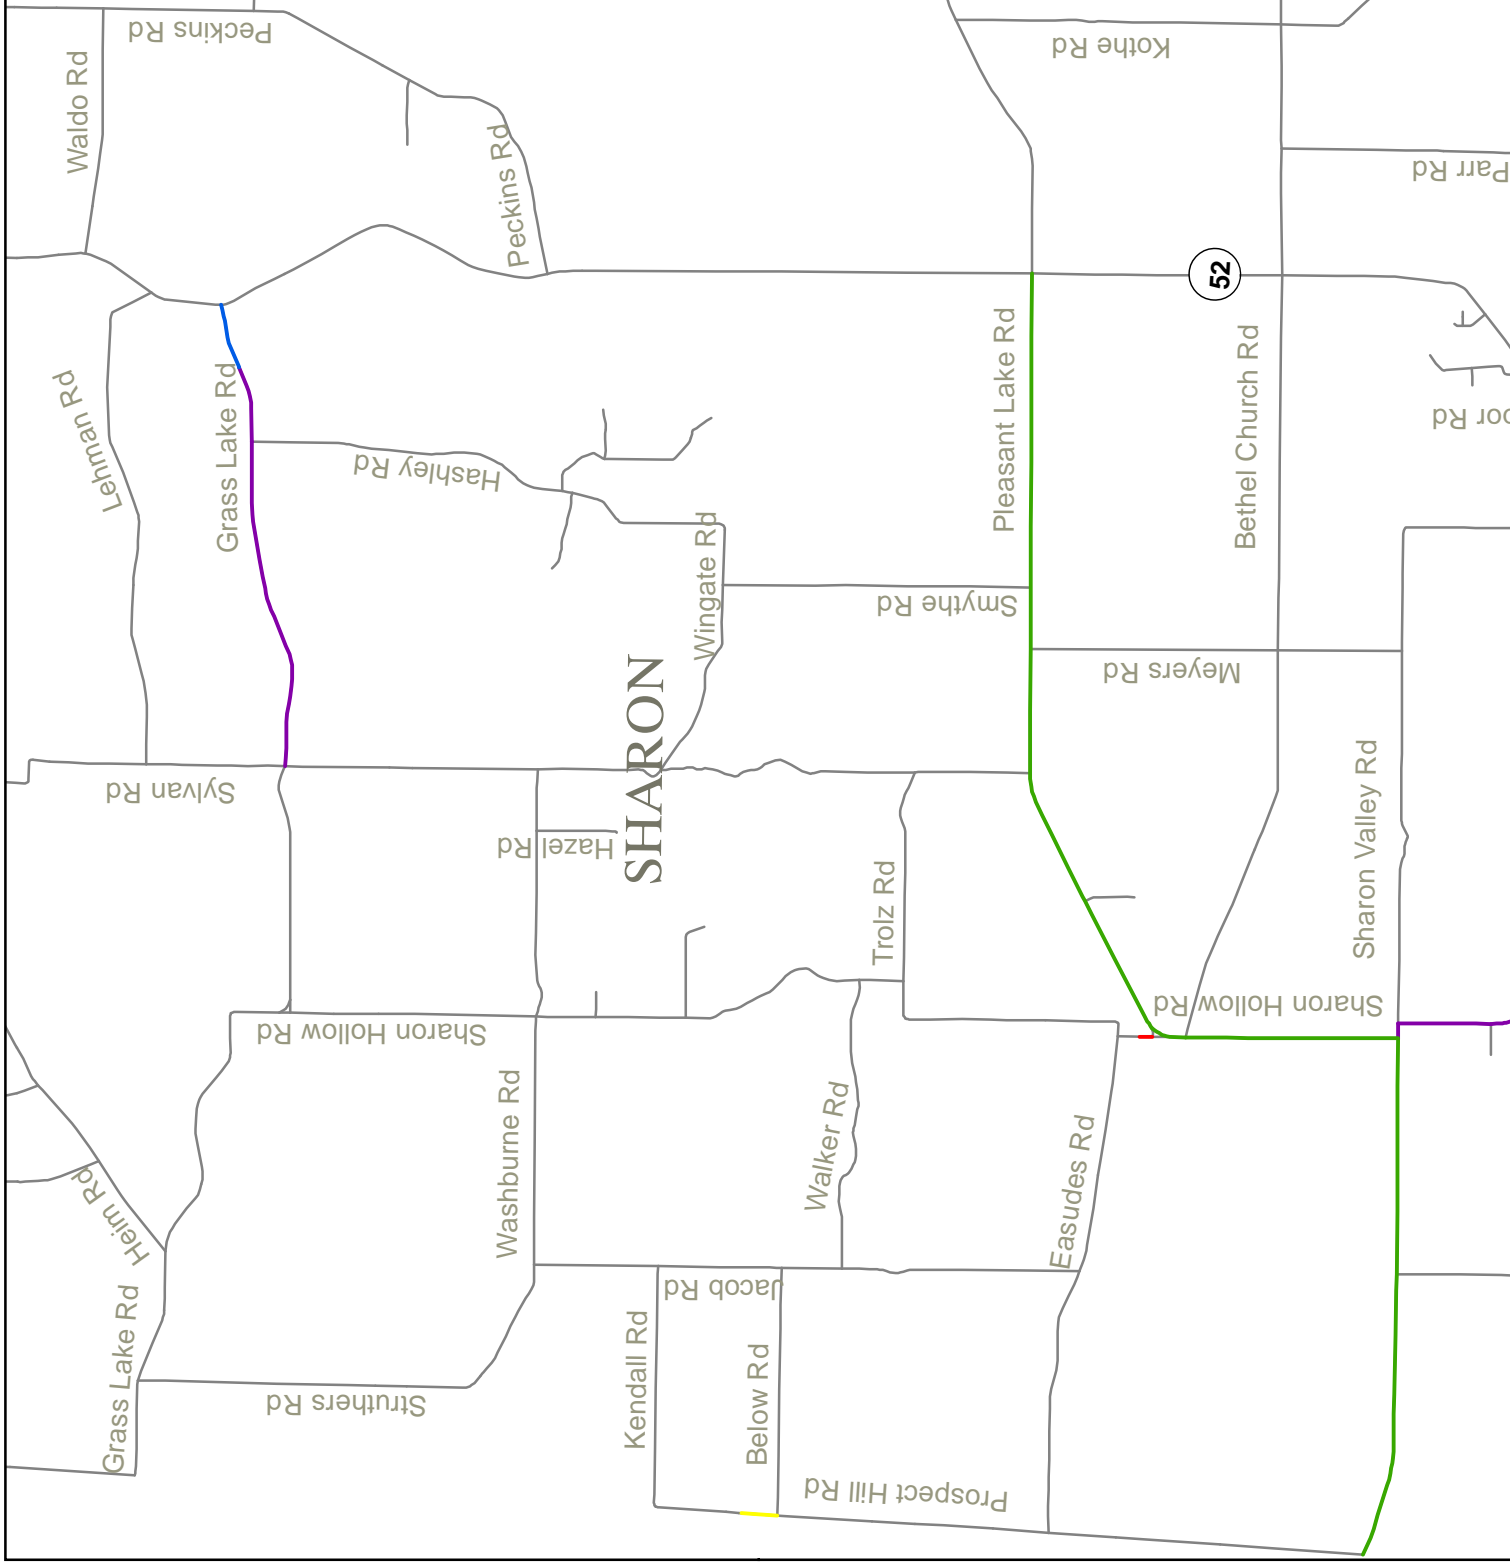 Peckins Rd
Kothe Rd
Waldo Rd
Peckins Rd
Parr Rd
52
Lehman Rd
Grass Lake Rd
Pleasant Lake Rd
Bethel Church Rd
oor Rd
Hashley Rd
Wingate Rd
Smythe Rd
Meyers Rd
SHARON
Sylvan Rd
Hazel Rd
Trolz Rd
Sharon Valley Rd
Sharon Hollow Rd
Sharon Hollow Rd
Washburne Rd
Walker Rd
Easudes Rd
Heim Rd
Grass Lake Rd
Jacob Rd
Kendall Rd
Below Rd
Struthers Rd
Prospect Hill Rd